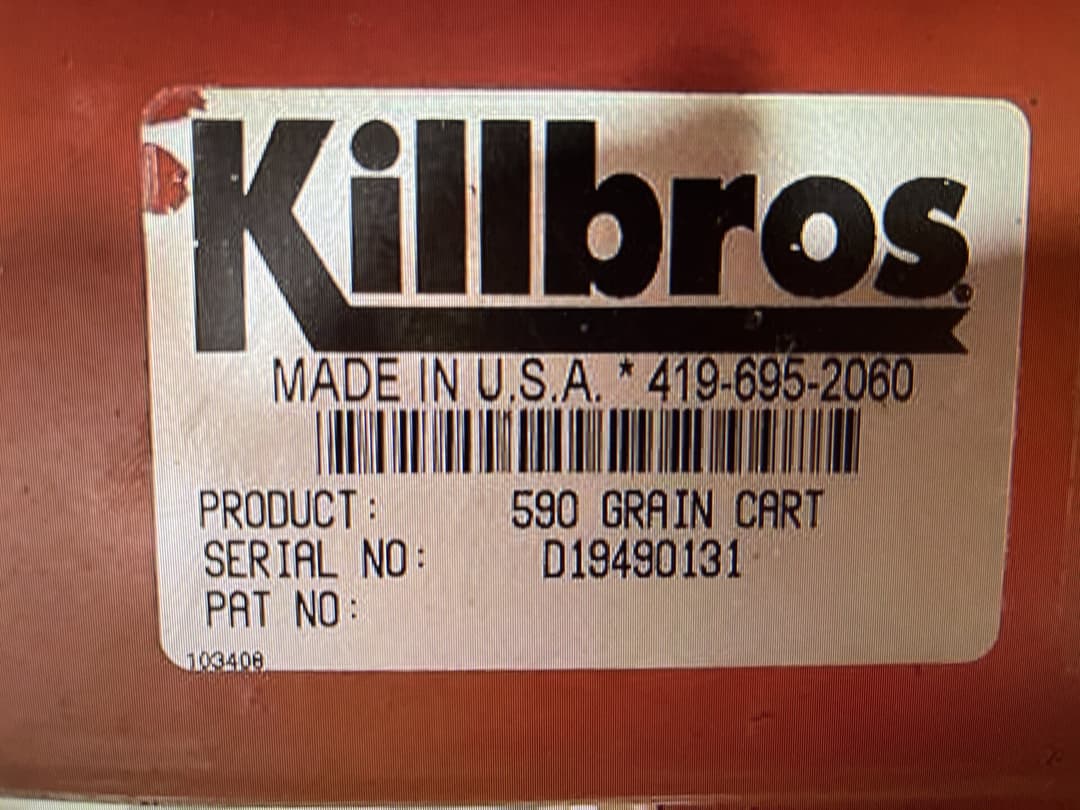 Killbros®
MADE IN U.S.A. * 419-695-2060
PRODUCT: 590 GRAIN CART
SERIAL NO: D19490131
PAT NO:
103408